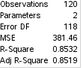 Observations 120
Parameters 2
Error DF 118
MSE 381.46
R-Square 0.8532
Adj R-Square 0.8519